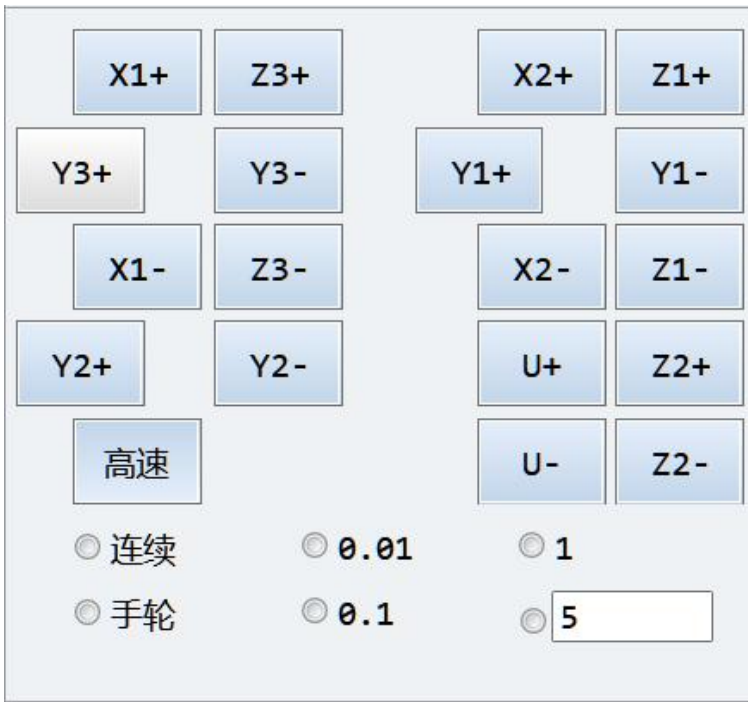 X1+ Z3+ X2+ Z1+
Y3+ Y3- Y1+ Y1-
X1- Z3- X2- Z1-
Y2+ Y2- U+ Z2+
高速 U- Z2-
连续 0.01 1
手轮 0.1 5